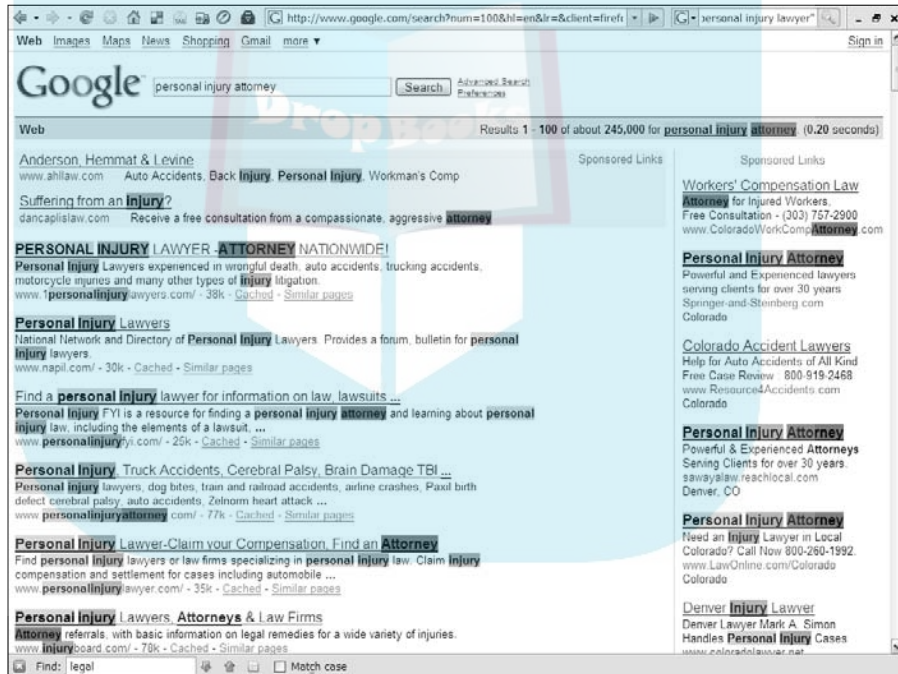 http://www.google.com/search?num=100&hl=en&lr=&client=firef
personal injury lawyer"
Web Images Maps News Shopping Gmail more ▼ Sign in
Google personal injury attorney Search Advanced Search
Preferences
Drop Books
Web Results 1 - 100 of about 245,000 for personal injury attorney. (0.20 seconds)
Anderson, Hemmat & Levine Sponsored Links
www.ahllaw.com Auto Accidents, Back Injury, Personal Injury, Workman's Comp
Suffering from an Injury?
dancaplislaw.com Receive a free consultation from a compassionate, aggressive attorney
PERSONAL INJURY LAWYER -ATTORNEY NATIONWIDE!
Personal Injury Lawyers experienced in wrongful death, auto accidents, trucking accidents,
motorcycle injuries and many other types of injury litigation.
www.1personalinjurylawyers.com/ - 38k - Cached - Similar pages
Personal Injury Lawyers
National Network and Directory of Personal Injury Lawyers. Provides a forum, bulletin for personal
injury lawyers.
www.napil.com/ - 30k - Cached - Similar pages
Find a personal injury lawyer for information on law, lawsuits ...
Personal Injury FYI is a resource for finding a personal injury attorney and learning about personal
injury law, including the elements of a lawsuit, ...
www.personalinjuryfyi.com/ - 25k - Cached - Similar pages
Personal Injury, Truck Accidents, Cerebral Palsy, Brain Damage TBI ...
Personal injury lawyers, dog bites, train and railroad accidents, airline crashes, Paxil birth
defect cerebral palsy, auto accidents, Zelnorm heart attack ...
www.personalinjuryattorney.com/ - 77k - Cached - Similar pages
Personal Injury Lawyer-Claim your Compensation, Find an Attorney
Find personal injury lawyers or law firms specializing in personal injury law. Claim Injury
compensation and settlement for cases including automobile ...
www.personalinjurylawyer.com/ - 35k - Cached - Similar pages
Personal Injury Lawyers, Attorneys & Law Firms
Attorney referrals, with basic information on legal remedies for a wide variety of injuries.
www.injuryboard.com/ - 78k - Cached - Similar pages
Sponsored Links
Workers' Compensation Law
Attorney for Injured Workers.
Free Consultation - (303) 757-2900
www.ColoradoWorkCompAttorney.com
Personal Injury Attorney
Powerful and Experienced lawyers
serving clients for over 30 years
Springer-and-Steinberg.com
Colorado
Colorado Accident Lawyers
Help for Auto Accidents of All Kind
Free Case Review : 800-919-2468
www.Resource4Accidents.com
Colorado
Personal Injury Attorney
Powerful & Experienced Attorneys
Serving Clients for over 30 years.
sawayalaw.reachlocal.com
Denver, CO
Personal Injury Attorney
Need an Injury Lawyer in Local
Colorado? Call Now 800-260-1992.
www.LawOnline.com/Colorado
Colorado
Denver Injury Lawyer
Denver Lawyer Mark A. Simon
Handles Personal Injury Cases
www.coloradolawyer.net
Find: legal Match case